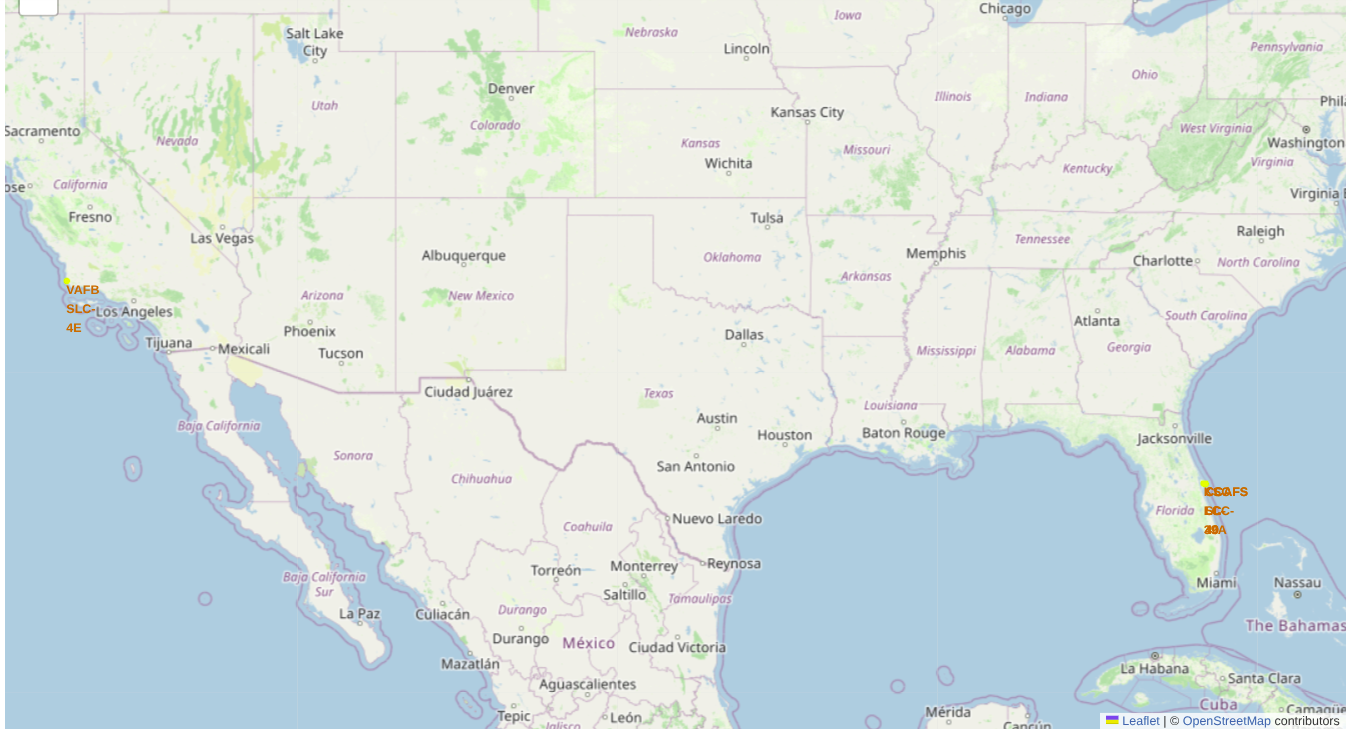 Chicago
Iowa
Nebraska
Salt Lake
City
Lincoln
Pennsylvania
Ohio
Denver
Utah
Illinois
Indiana
Kansas City
Colorado
Sacramento
Nevada
Kansas
Missouri
West Virginia
Washington
Wichita
Virginia
Kentucky
California
Fresno
Tulsa
Las Vegas
Raleigh
Tennessee
Albuquerque
Oklahoma
Memphis
Charlotte
North Carolina
Arkansas
VAFB
SLC-
4E
Los Angeles
Arizona
New Mexico
Phoenix
South Carolina
Atlanta
Dallas
Tijuana
Mexicali
Tucson
Mississippi
Alabama
Georgia
Ciudad Juárez
Texas
Louisiana
Austin
Baja California
Houston
Baton Rouge
Jacksonville
Sonora
San Antonio
Chihuahua
Florida
Coahuila
Nuevo Laredo
Torreón
Monterrey
Reynosa
Baja California
Sur
Saltillo
Tamaulipas
Miami
Nassau
La Paz
Culiacán
Durango
The Bahamas
Durango
México
Ciudad Victoria
Mazatlán
La Habana
Santa Clara
Aguascalientes
Cuba
Tepic
León
Mérida
Leaflet | © OpenStreetMap contributors